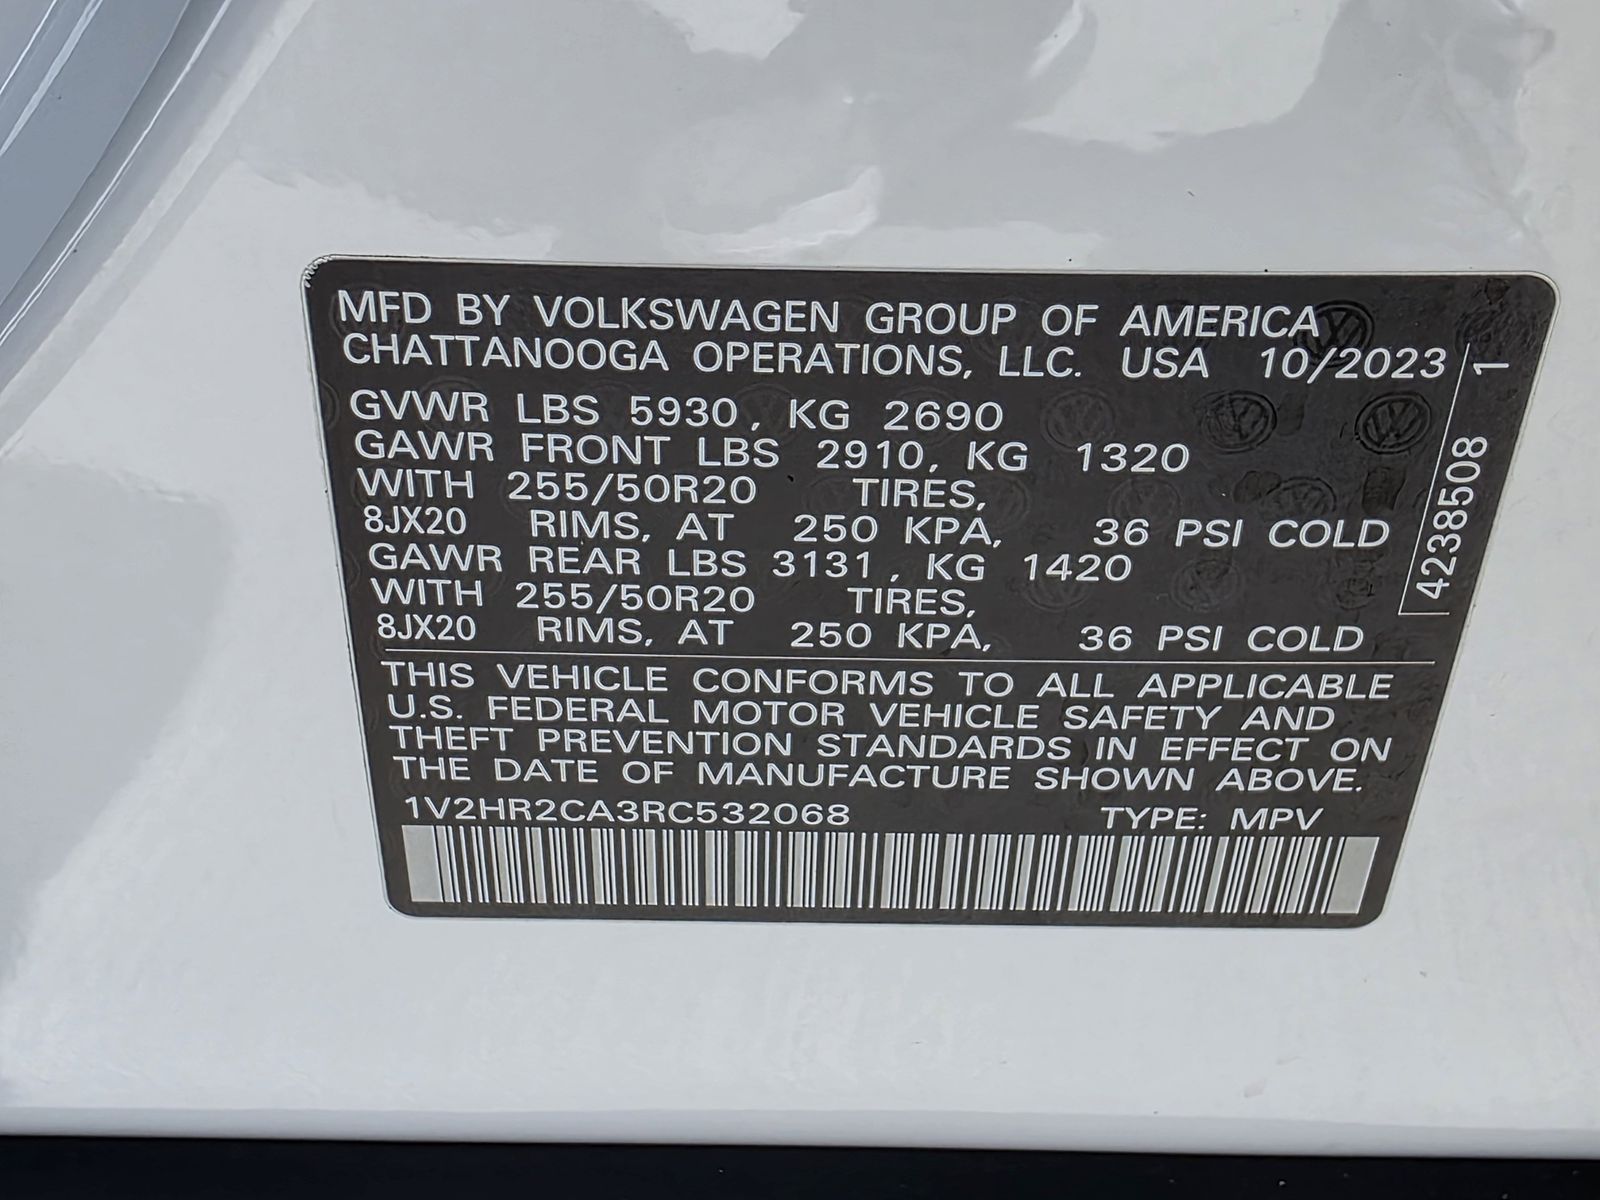 MFD BY VOLKSWAGEN GROUP OF AMERICA
CHATTANOOGA OPERATIONS, LLC. USA 10/2023
GVWR LBS 5930, KG 2690
GAWR FRONT LBS 2910, KG 1320
WITH 255/50R20 TIRES,
8JX20 RIMS, AT 250 KPA, 36 PSI COLD
GAWR REAR LBS 3131, KG 1420
WITH 255/50R20 TIRES,
8JX20 RIMS, AT 250 KPA, 36 PSI COLD
THIS VEHICLE CONFORMS TO ALL APPLICABLE
U.S. FEDERAL MOTOR VEHICLE SAFETY AND
THEFT PREVENTION STANDARDS IN EFFECT ON
THE DATE OF MANUFACTURE SHOWN ABOVE.
1V2HR2CA3RC532068 TYPE: MPV
4238508 1